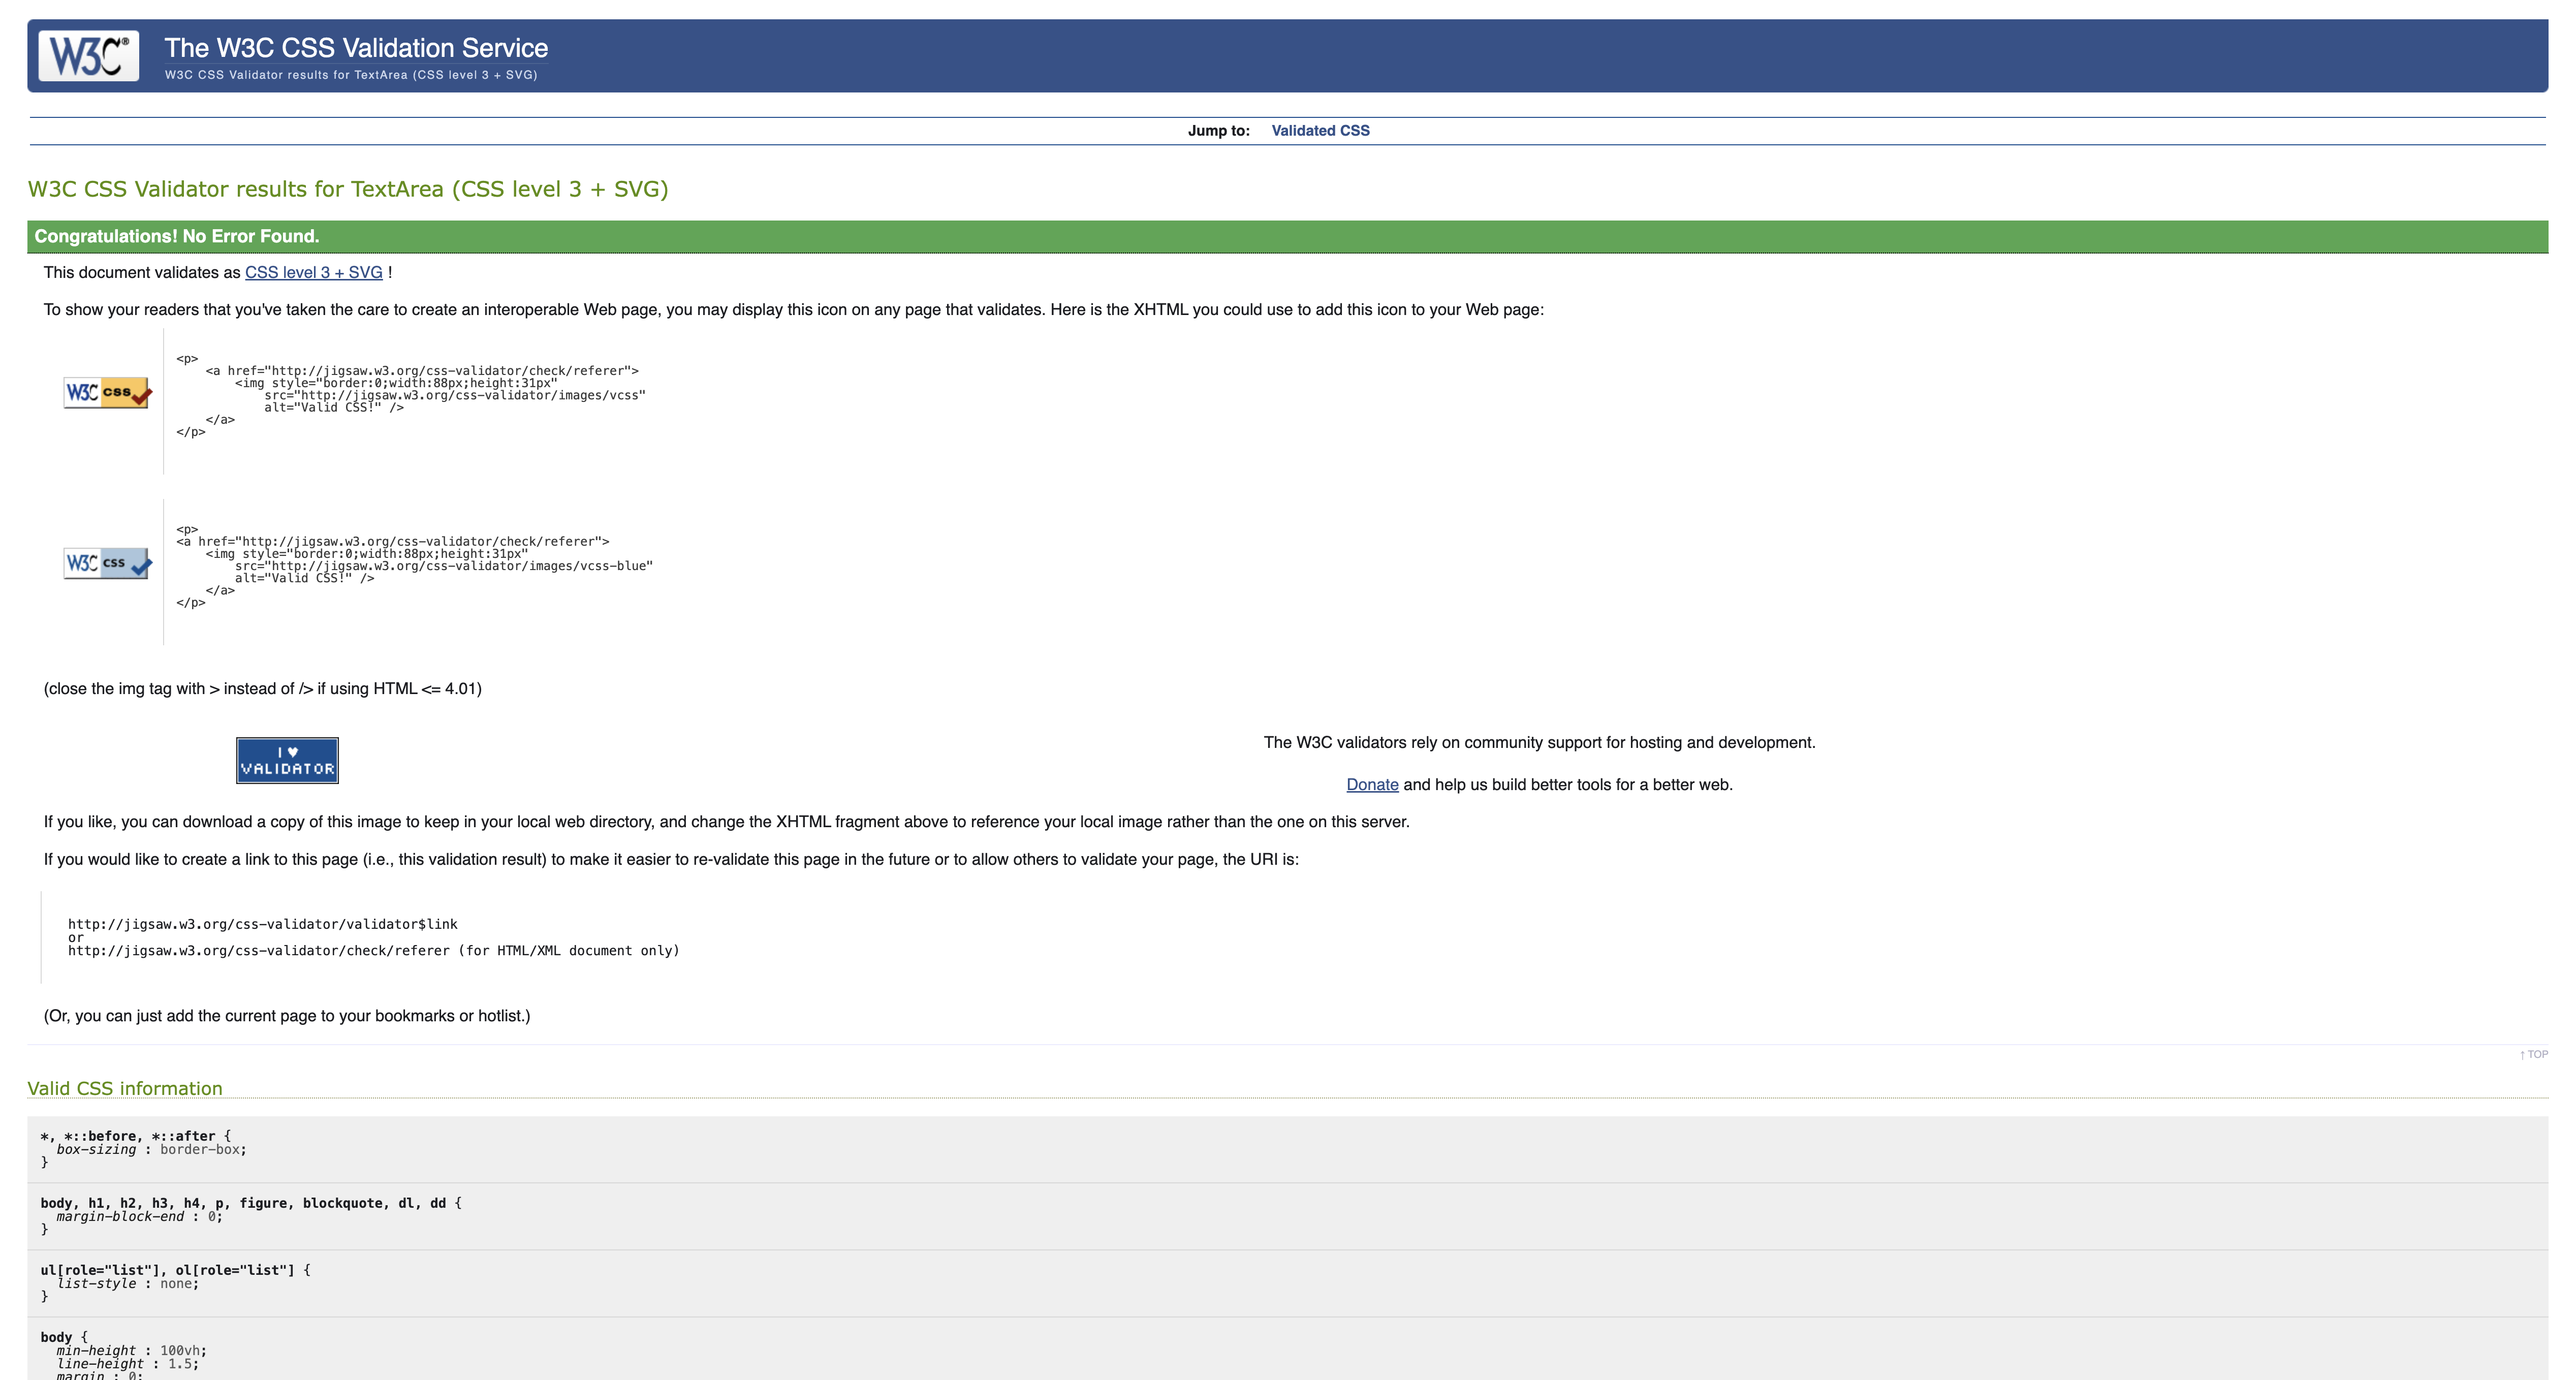 W3C®
The W3C CSS Validation Service
W3C CSS Validator results for TextArea (CSS level 3 + SVG)
Jump to: Validated CSS
W3C CSS Validator results for TextArea (CSS level 3 + SVG)
Congratulations! No Error Found.
This document validates as CSS level 3 + SVG !
To show your readers that you've taken the care to create an interoperable Web page, you may display this icon on any page that validates. Here is the XHTML you could use to add this icon to your Web page:
W3C css
<p>
    <a href="http://jigsaw.w3.org/css-validator/check/referer">
        <img style="border:0;width:88px;height:31px"
            src="http://jigsaw.w3.org/css-validator/images/vcss"
            alt="Valid CSS!" />
    </a>
</p>
W3C css
<p>
<a href="http://jigsaw.w3.org/css-validator/check/referer">
    <img style="border:0;width:88px;height:31px"
        src="http://jigsaw.w3.org/css-validator/images/vcss-blue"
        alt="Valid CSS!" />
    </a>
</p>
(close the img tag with > instead of /> if using HTML <= 4.01)
I ♥
VALIDATOR
The W3C validators rely on community support for hosting and development.
Donate and help us build better tools for a better web.
If you like, you can download a copy of this image to keep in your local web directory, and change the XHTML fragment above to reference your local image rather than the one on this server.
If you would like to create a link to this page (i.e., this validation result) to make it easier to re-validate this page in the future or to allow others to validate your page, the URI is:
http://jigsaw.w3.org/css-validator/validator$link
or
http://jigsaw.w3.org/css-validator/check/referer (for HTML/XML document only)
(Or, you can just add the current page to your bookmarks or hotlist.)
↑ TOP
Valid CSS information
*, *::before, *::after {
  box-sizing : border-box;
}
body, h1, h2, h3, h4, p, figure, blockquote, dl, dd {
  margin-block-end : 0;
}
ul[role="list"], ol[role="list"] {
  list-style : none;
}
body {
  min-height : 100vh;
  line-height : 1.5;
  margin : 0;